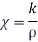 χ = k/ρ